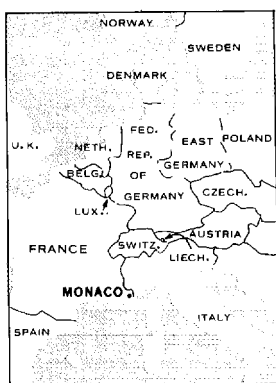 NORWAY
SWEDEN
DENMARK
U.K.
NETH.
FED.
REP.
OF
GERMANY
EAST
GERMANY
POLAND
BELG.
LUX.
CZECH.
FRANCE
SWITZ.
AUSTRIA
LIECH.
MONACO
ITALY
SPAIN